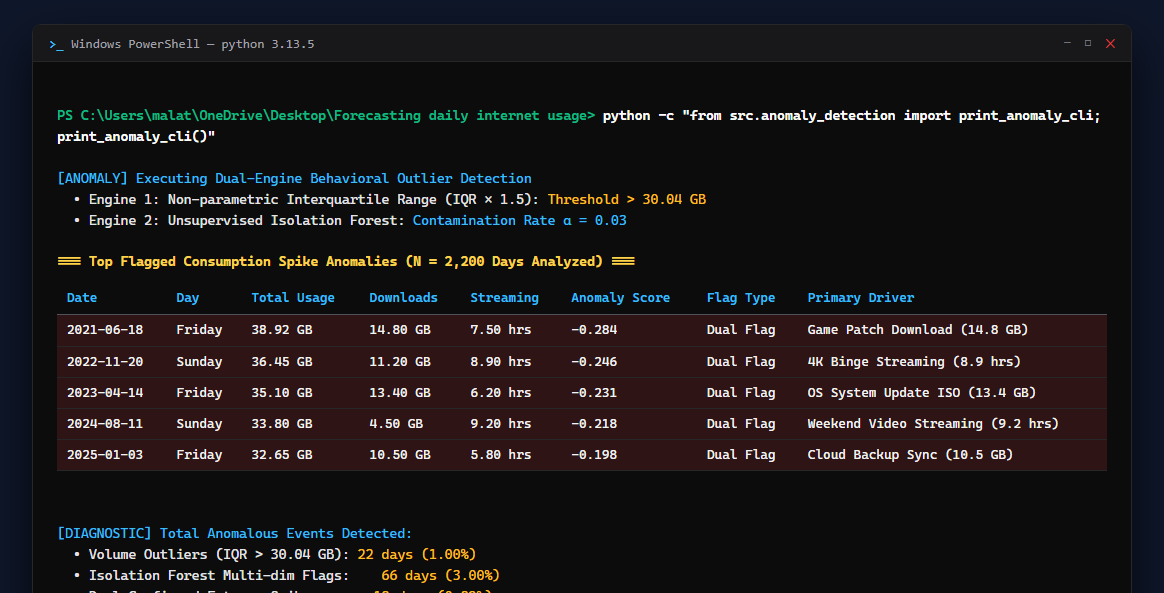 >_ Windows PowerShell — python 3.13.5
PS C:\Users\malat\OneDrive\Desktop\Forecasting daily internet usage> python -c "from src.anomaly_detection import print_anomaly_cli;
print_anomaly_cli()"
[ANOMALY] Executing Dual-Engine Behavioral Outlier Detection
• Engine 1: Non-parametric Interquartile Range (IQR × 1.5): Threshold > 30.04 GB
• Engine 2: Unsupervised Isolation Forest: Contamination Rate α = 0.03
=== Top Flagged Consumption Spike Anomalies (N = 2,200 Days Analyzed) ===
Date Day Total Usage Downloads Streaming Anomaly Score Flag Type Primary Driver
2021-06-18 Friday 38.92 GB 14.80 GB 7.50 hrs -0.284 Dual Flag Game Patch Download (14.8 GB)
2022-11-20 Sunday 36.45 GB 11.20 GB 8.90 hrs -0.246 Dual Flag 4K Binge Streaming (8.9 hrs)
2023-04-14 Friday 35.10 GB 13.40 GB 6.20 hrs -0.231 Dual Flag OS System Update ISO (13.4 GB)
2024-08-11 Sunday 33.80 GB 4.50 GB 9.20 hrs -0.218 Dual Flag Weekend Video Streaming (9.2 hrs)
2025-01-03 Friday 32.65 GB 10.50 GB 5.80 hrs -0.198 Dual Flag Cloud Backup Sync (10.5 GB)
[DIAGNOSTIC] Total Anomalous Events Detected:
• Volume Outliers (IQR > 30.04 GB): 22 days (1.00%)
• Isolation Forest Multi-dim Flags: 66 days (3.00%)